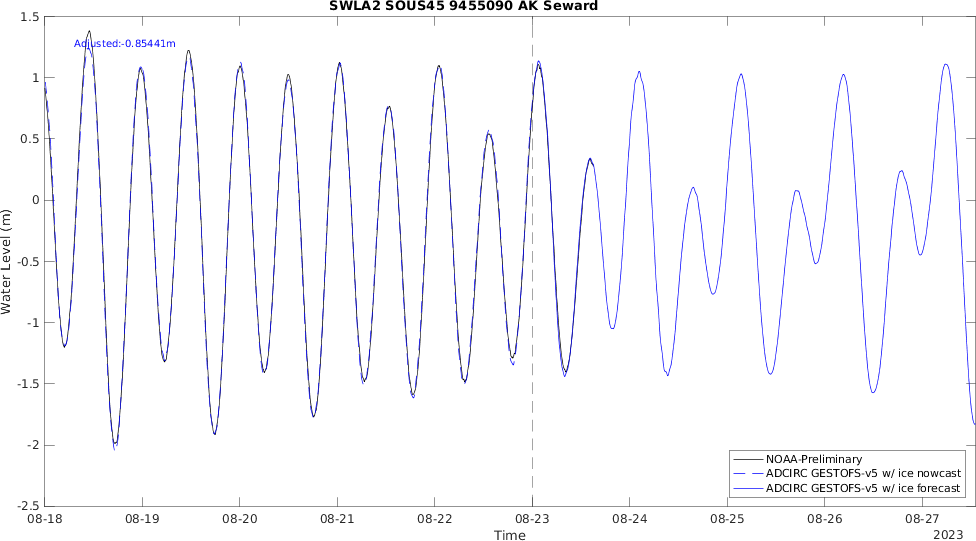 SWLA2 SOUS45 9455090 AK Seward
Adjusted:-0.85441m
1.5
1
0.5
0
-0.5
-1
-1.5
-2
-2.5
Water Level (m)
08-18
08-19
08-20
08-21
08-22
08-23
08-24
08-25
08-26
08-27
Time
2023
NOAA-Preliminary
ADCIRC GESTOFS-v5 w/ ice nowcast
ADCIRC GESTOFS-v5 w/ ice forecast